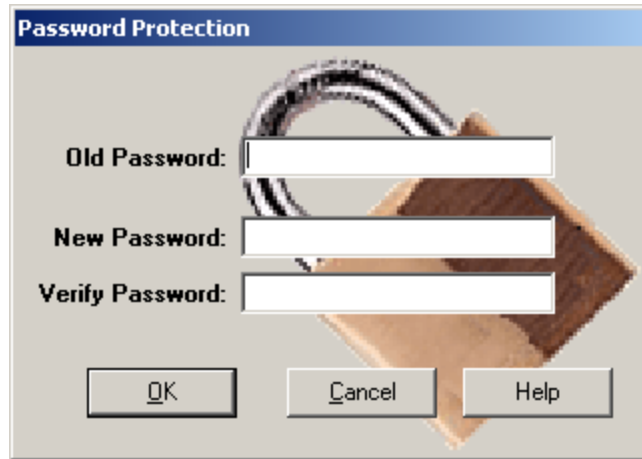 Password Protection
Old Password:
New Password:
Verify Password:
OK Cancel Help